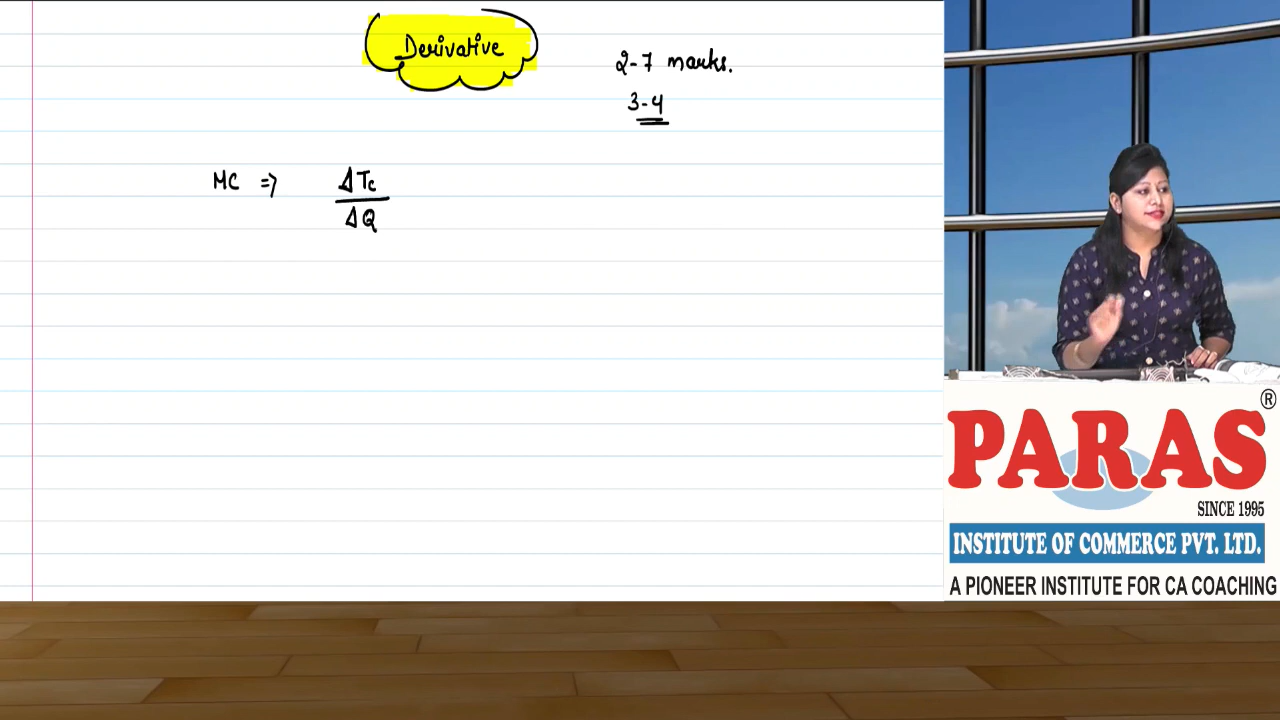 Derivative
2-7 marks.
3-4
MC ⇒ ΔTc
ΔQ
PARAS®
SINCE 1995
INSTITUTE OF COMMERCE PVT. LTD.
A PIONEER INSTITUTE FOR CA COACHING